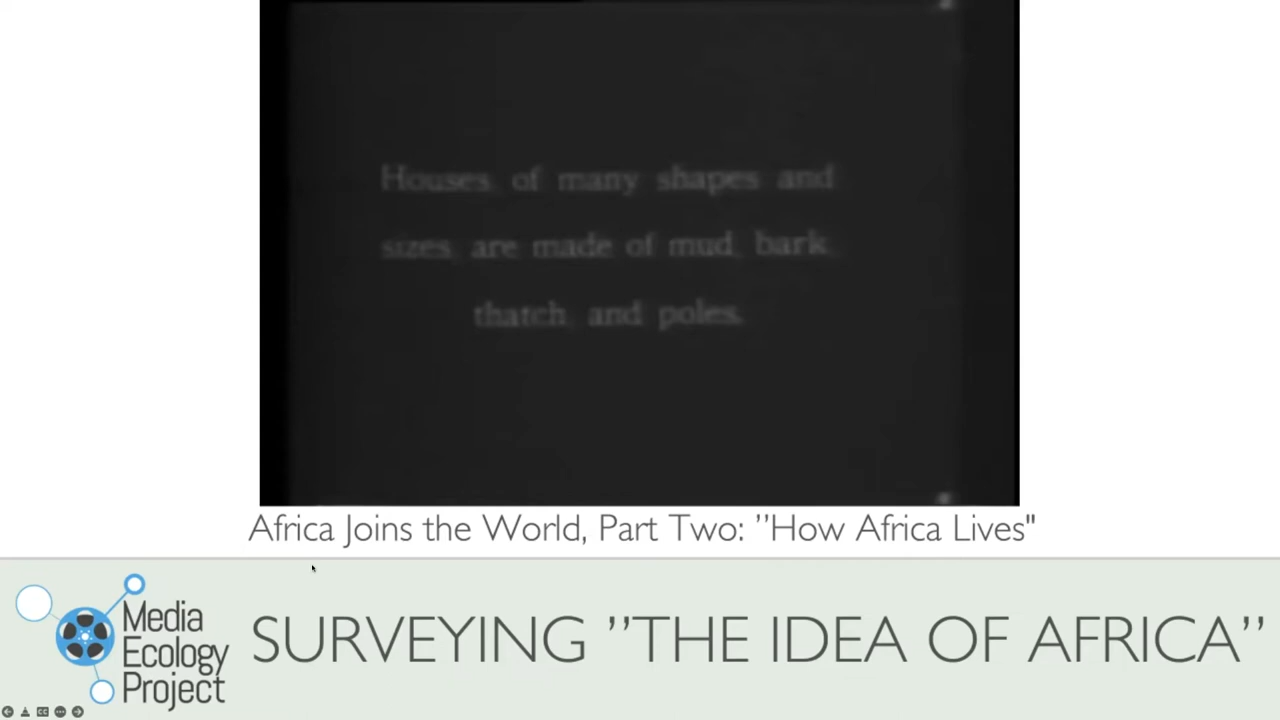 Houses of many shapes and
sizes are made of mud, bark,
thatch and poles.
Africa Joins the World, Part Two: ”How Africa Lives"
Media
Ecology
Project
SURVEYING ”THE IDEA OF AFRICA”